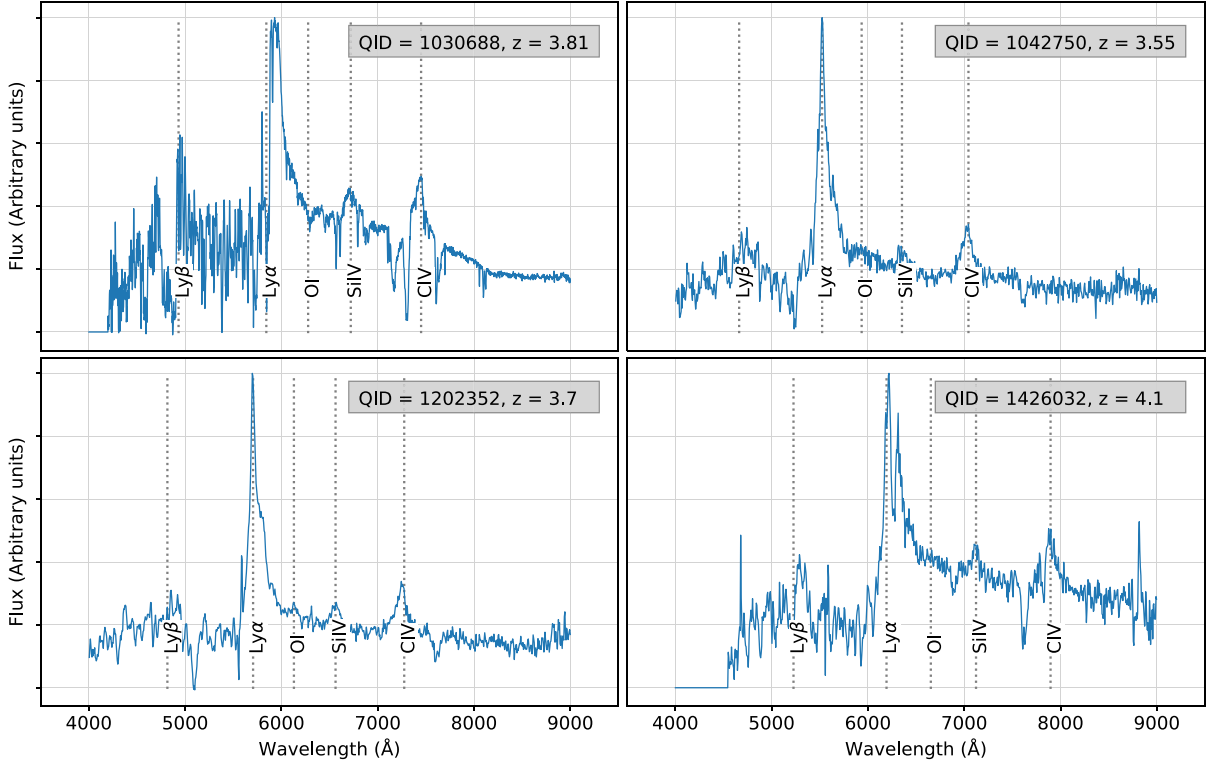 QID = 1030688, z = 3.81
QID = 1042750, z = 3.55
Flux (Arbitrary units)
Lyβ
Lyα
OI
SiIV
CIV
Lyβ
Lyα
OI
SiIV
CIV
QID = 1202352, z = 3.7
QID = 1426032, z = 4.1
Flux (Arbitrary units)
Lyβ
Lyα
OI
SiIV
CIV
Lyβ
Lyα
OI
SiIV
CIV
4000 5000 6000 7000 8000 9000
4000 5000 6000 7000 8000 9000
Wavelength (Å)
Wavelength (Å)